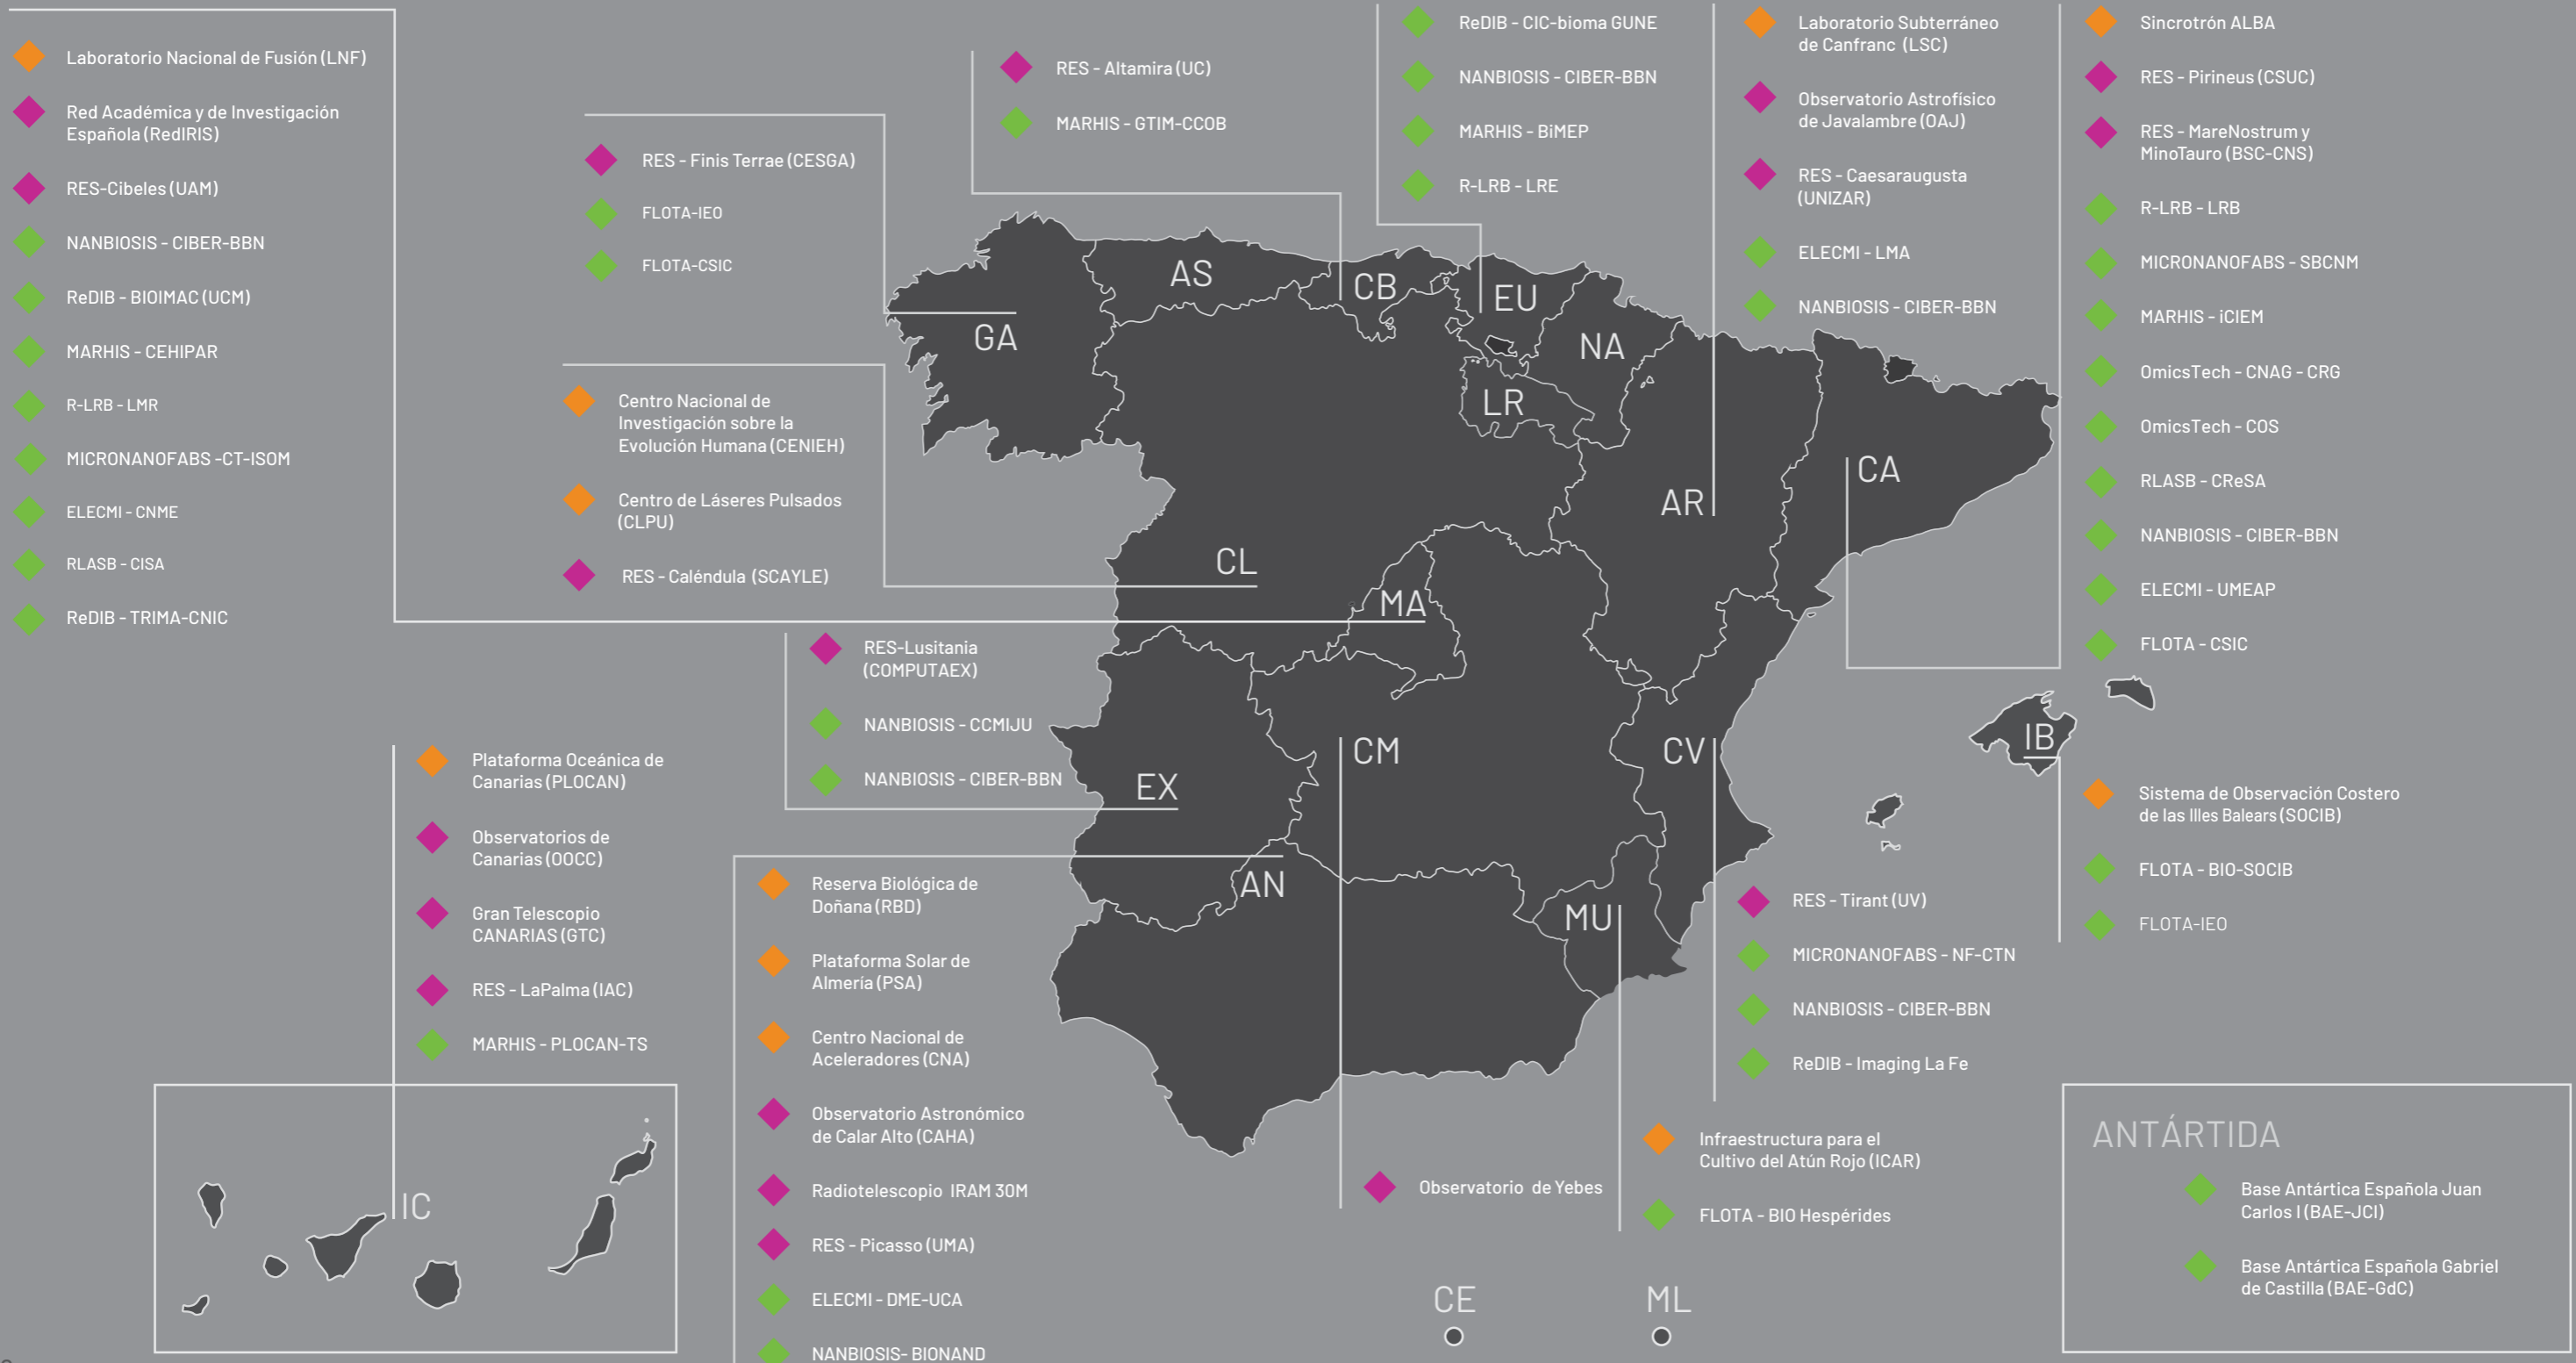 Laboratorio Nacional de Fusión (LNF)
Red Académica y de Investigación
Española (RedIRIS)
RES-Cibeles (UAM)
NANBIOSIS - CIBER-BBN
ReDIB - BIOIMAC (UCM)
MARHIS - CEHIPAR
R-LRB - LMR
MICRONANOFABS -CT-ISOM
ELECMI - CNME
RLASB - CISA
ReDIB - TRIMA-CNIC
RES - Finis Terrae (CESGA)
FLOTA-IEO
FLOTA-CSIC
Centro Nacional de
Investigación sobre la
Evolución Humana (CENIEH)
Centro de Láseres Pulsados
(CLPU)
RES - Caléndula (SCAYLE)
RES - Altamira (UC)
MARHIS - GTIM-CCOB
ReDIB - CIC-bioma GUNE
NANBIOSIS - CIBER-BBN
MARHIS - BiMEP
R-LRB - LRE
Laboratorio Subterráneo
de Canfranc (LSC)
Observatorio Astrofísico
de Javalambre (OAJ)
RES - Caesaraugusta
(UNIZAR)
ELECMI - LMA
NANBIOSIS - CIBER-BBN
Sincrotrón ALBA
RES - Pirineus (CSUC)
RES - MareNostrum y
MinoTauro (BSC-CNS)
R-LRB - LRB
MICRONANOFABS - SBCNM
MARHIS - iCIEM
OmicsTech - CNAG - CRG
OmicsTech - COS
RLASB - CReSA
NANBIOSIS - CIBER-BBN
ELECMI - UMEAP
FLOTA - CSIC
GA
AS
CB
EU
NA
LR
AR
CA
CL
MA
EX
CM
CV
IB
AN
MU
RES-Lusitania
(COMPUTAEX)
NANBIOSIS - CCMIJU
NANBIOSIS - CIBER-BBN
Plataforma Oceánica de
Canarias (PLOCAN)
Observatorios de
Canarias (OOCC)
Gran Telescopio
CANARIAS (GTC)
RES - LaPalma (IAC)
MARHIS - PLOCAN-TS
IC
Reserva Biológica de
Doñana (RBD)
Plataforma Solar de
Almería (PSA)
Centro Nacional de
Aceleradores (CNA)
Observatorio Astronómico
de Calar Alto (CAHA)
Radiotelescopio IRAM 30M
RES - Picasso (UMA)
ELECMI - DME-UCA
NANBIOSIS- BIONAND
Observatorio de Yebes
Infraestructura para el
Cultivo del Atún Rojo (ICAR)
FLOTA - BIO Hespérides
RES - Tirant (UV)
MICRONANOFABS - NF-CTN
NANBIOSIS - CIBER-BBN
ReDIB - Imaging La Fe
Sistema de Observación Costero
de las Illes Balears (SOCIB)
FLOTA - BIO-SOCIB
FLOTA-IEO
CE
ML
ANTÁRTIDA
Base Antártica Española Juan
Carlos I (BAE-JCI)
Base Antártica Española Gabriel
de Castilla (BAE-GdC)